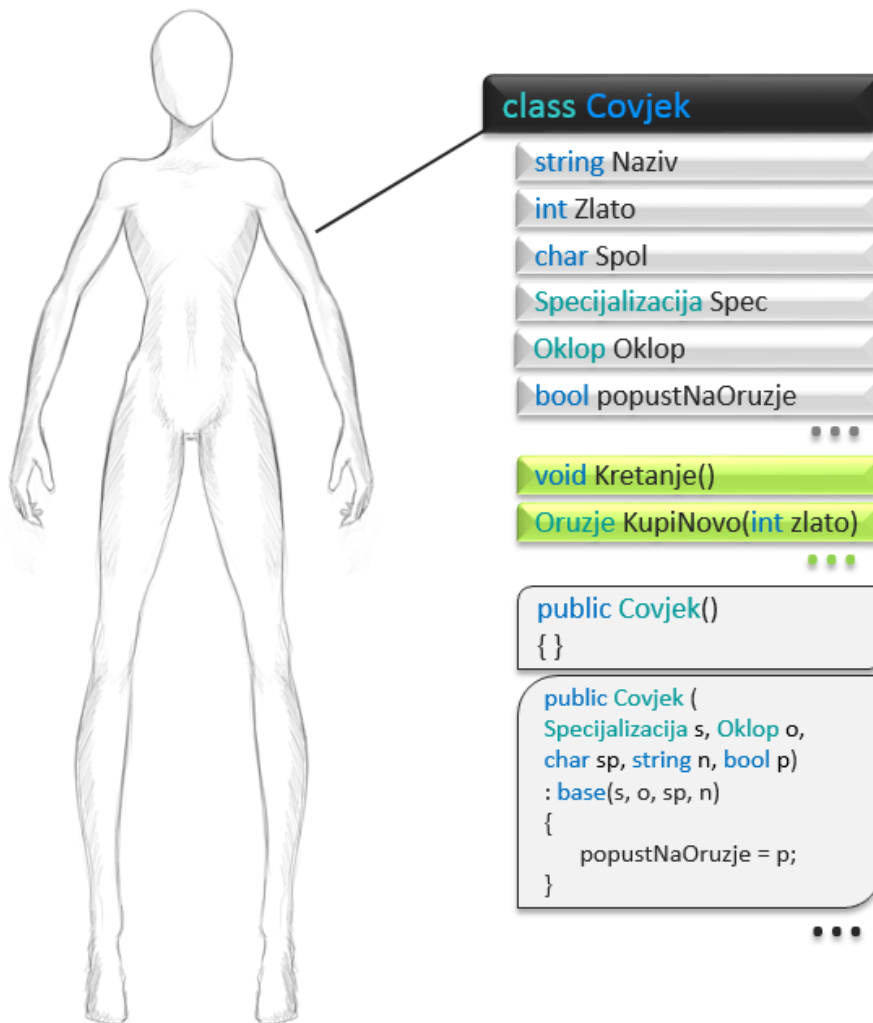 class Covjek
string Naziv
int Zlato
char Spol
Specijalizacija Spec
Oklop Oklop
bool popustNaOruzje
...
void Kretanje()
Oruzje KupiNovo(int zlato)
...
public Covjek()
{ }
public Covjek (
Specijalizacija s, Oklop o,
char sp, string n, bool p)
: base(s, o, sp, n)
{
popustNaOruzje = p;
}
...